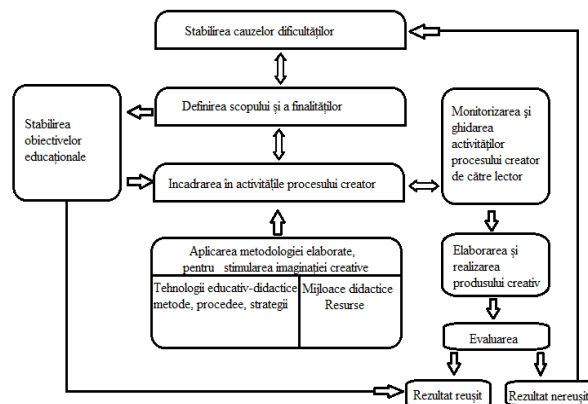 Stabilirea cauzelor dificultăților
Definirea scopului și a finalităților
Stabilirea
obiectivelor
educaționale
Monitorizarea și
ghidarea
activităților
procesului creator
de către lector
Incadrarea în activitățile procesului creator
Aplicarea metodologiei elaborate,
pentru stimularea imaginației creative
Tehnologii educativ-didactice
metode, procedee, strategii
Mijloace didactice
Resurse
Elaborarea și
realizarea
produsului creativ
Evaluarea
Rezultat reușit
Rezultat nereușit